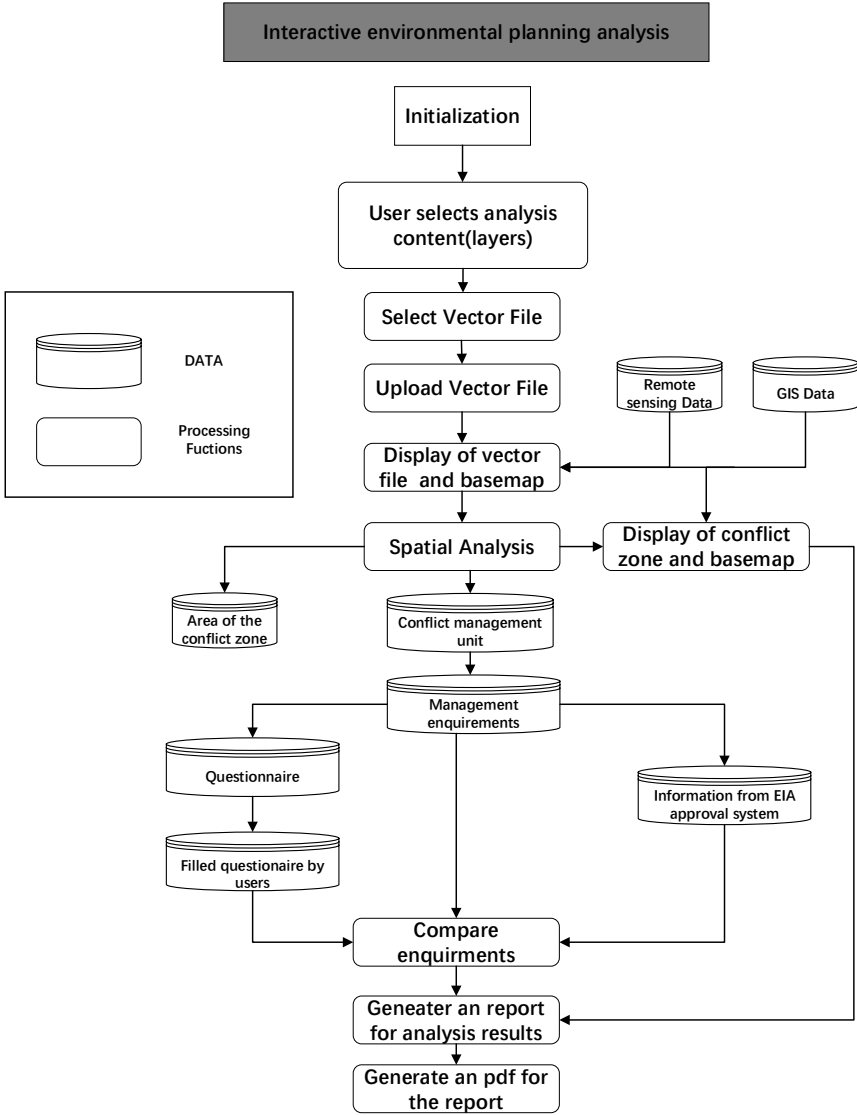 Interactive environmental planning analysis
Initialization
User selects analysis
content(layers)
Select Vector File
Upload Vector File
DATA
Processing
Fuctions
Remote
sensing Data
GIS Data
Display of vector
file and basemap
Spatial Analysis
Display of conflict
zone and basemap
Area of the
conflict zone
Conflict management
unit
Management
enquirements
Questionnaire
Information from EIA
approval system
Filled questionaire by
users
Compare
enquirments
Geneater an report
for analysis results
Generate an pdf for
the report